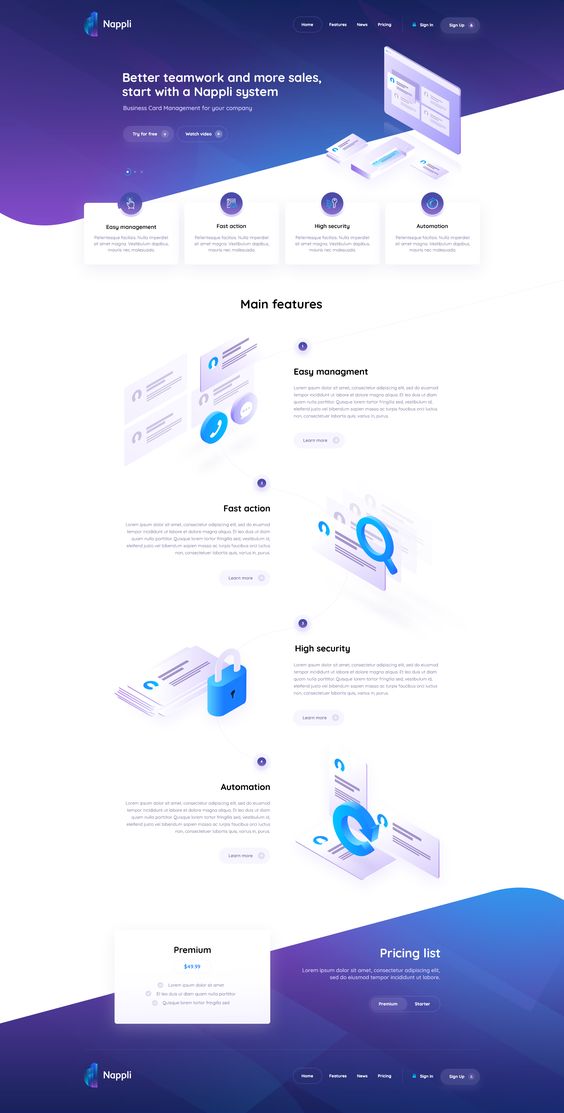 Nappli
Home Features News Pricing Sign In Sign Up
Better teamwork and more sales,
start with a Nappli system
Business Card Management for your company
Try for free
Watch video
Easy management
Pellentesque facilisis. Nulla imperdiet
sit amet magna. Vestibulum dapibus,
mauris nec malesuada.
Fast action
Pellentesque facilisis. Nulla imperdiet
sit amet magna. Vestibulum dapibus,
mauris nec malesuada.
High security
Pellentesque facilisis. Nulla imperdiet
sit amet magna. Vestibulum dapibus,
mauris nec malesuada.
Automation
Pellentesque facilisis. Nulla imperdiet
sit amet magna. Vestibulum dapibus,
mauris nec malesuada.
Main features
1
Easy managment
Lorem ipsum dolor sit amet, consectetur adipiscing elit, sed do eiusmod
tempor incididunt ut labore et dolore magna aliqua. Et leo duis ut diam
quam nulla porttitor. Quisque lorem tortor fringilla sed, vestibulum
eleifend justo vel bibendum sapien massa ac turpis faucibus orci luctus
non, consectetuer lobortis quis, varius in, purus.
Learn more
2
Fast action
Lorem ipsum dolor sit amet, consectetur adipiscing elit, sed do eiusmod
tempor incididunt ut labore et dolore magna aliqua. Et leo duis ut diam
quam nulla porttitor. Quisque lorem tortor fringilla sed, vestibulum
eleifend justo vel bibendum sapien massa ac turpis faucibus orci luctus
non, consectetuer lobortis quis, varius in, purus.
Learn more
3
High security
Lorem ipsum dolor sit amet, consectetur adipiscing elit, sed do eiusmod
tempor incididunt ut labore et dolore magna aliqua. Et leo duis ut diam
quam nulla porttitor. Quisque lorem tortor fringilla sed, vestibulum
eleifend justo vel bibendum sapien massa ac turpis faucibus orci luctus
non, consectetuer lobortis quis, varius in, purus.
Learn more
4
Automation
Lorem ipsum dolor sit amet, consectetur adipiscing elit, sed do eiusmod
tempor incididunt ut labore et dolore magna aliqua. Et leo duis ut diam
quam nulla porttitor. Quisque lorem tortor fringilla sed, vestibulum
eleifend justo vel bibendum sapien massa ac turpis faucibus orci luctus
non, consectetuer lobortis quis, varius in, purus.
Learn more
Premium
$49.99
Lorem ipsum dolor sit amet
Et leo duis ut diam quam nulla porttitor
Quisque lorem tortor fringilla sed
Pricing list
Lorem ipsum dolor sit amet, consectetur adipiscing elit,
sed do eiusmod tempor incididunt ut labore.
Premium Starter
Nappli
Home Features News Pricing Sign In Sign Up